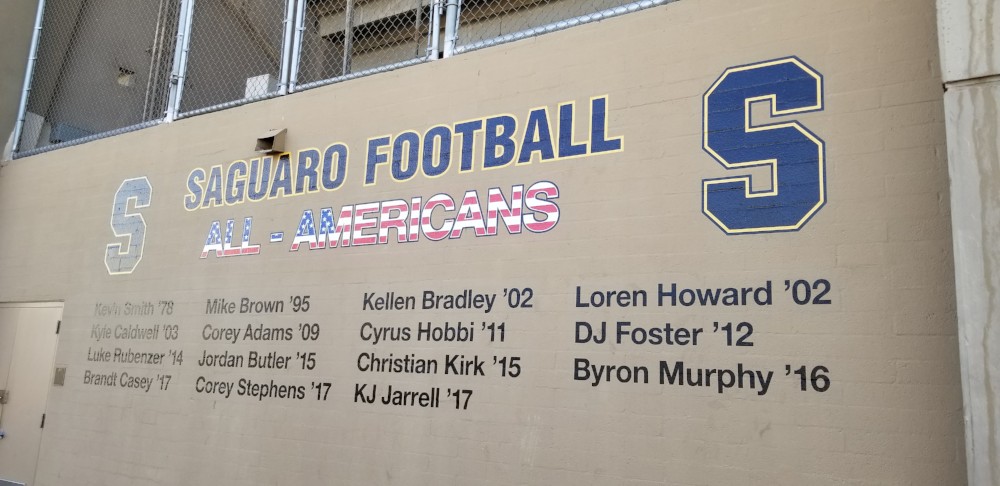 SAGUARO FOOTBALL
ALL - AMERICANS
S
S
Kevin Smith '78 Mike Brown '95 Kellen Bradley '02 Loren Howard '02
Kyle Caldwell '03 Corey Adams '09 Cyrus Hobbi '11 DJ Foster '12
Luke Rubenzer '14 Jordan Butler '15 Christian Kirk '15 Byron Murphy '16
Brandt Casey '17 Corey Stephens '17 KJ Jarrell '17